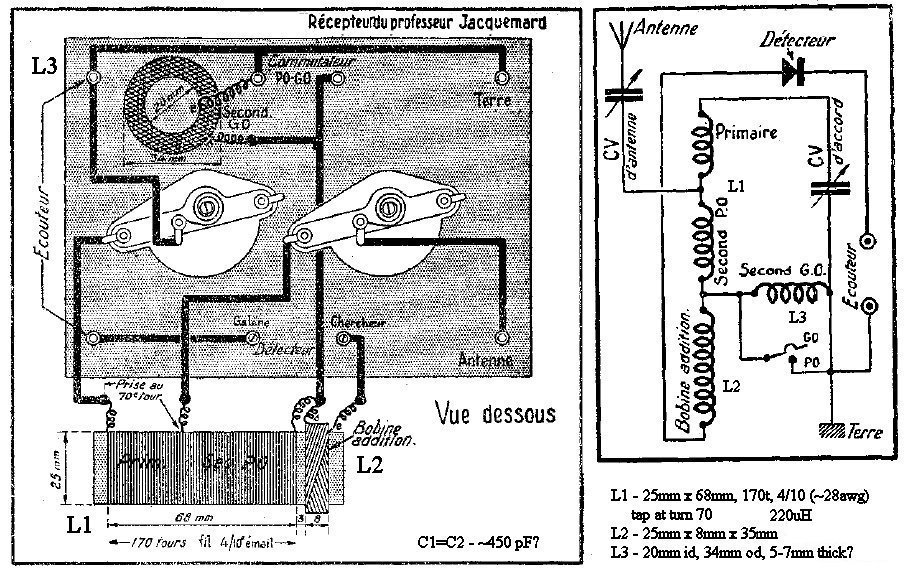 Récepteur du professeur Jacquemard
L3
Commutateur
PO-GO
20mm
Second.
GO
Terre
34 mm
Ecouteur
Galène
Détecteur
Chercheur
Antenne
Prise au
70e tour
Vue dessous
Bobine
addition.
L2
Prim.
Sec. PO
25 mm
L1
68 mm
3
8
170 tours fil 4/10 émail
C1=C2 - ~450 pF?
Antenne
Détecteur
CV
d'antenne
Primaire
CV
d'accord
L1
Second P.O
Second G.O.
L3
Ecouteur
GO
PO
Bobine addition.
L2
Terre
L1 - 25mm x 68mm, 170t, 4/10 (~28awg)
tap at turn 70
220uH
L2 - 25mm x 8mm x 35mm
L3 - 20mm id, 34mm od, 5-7mm thick?